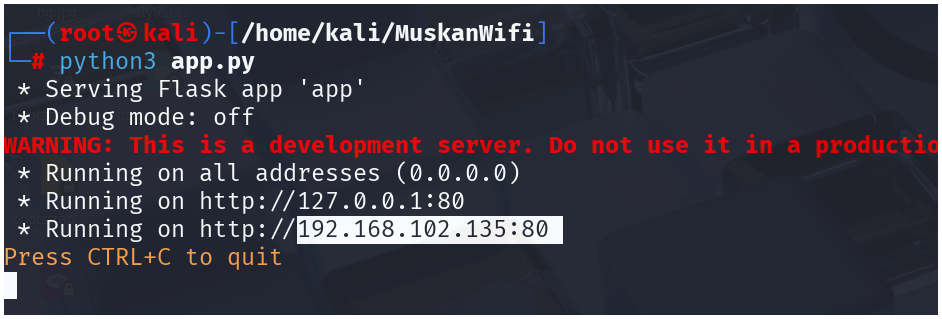 ┌──(root㉿kali)-[/home/kali/MuskanWifi]
└─# python3 app.py
 * Serving Flask app 'app'
 * Debug mode: off
WARNING: This is a development server. Do not use it in a productio
 * Running on all addresses (0.0.0.0)
 * Running on http://127.0.0.1:80
 * Running on http://192.168.102.135:80
Press CTRL+C to quit